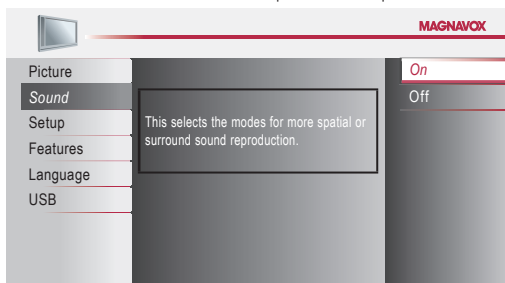 MAGNAVOX
Picture
Sound
Setup
Features
Language
USB
This selects the modes for more spatial or
surround sound reproduction.
On
Off